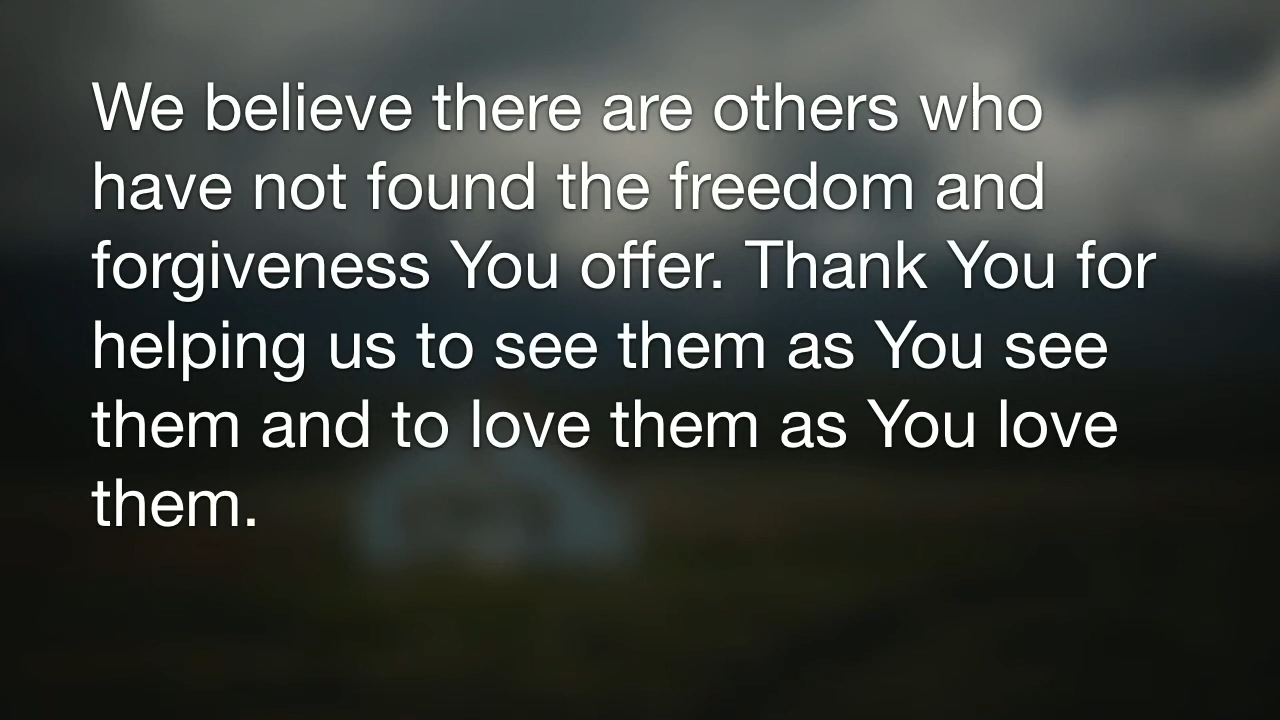 We believe there are others who
have not found the freedom and
forgiveness You offer. Thank You for
helping us to see them as You see
them and to love them as You love
them.